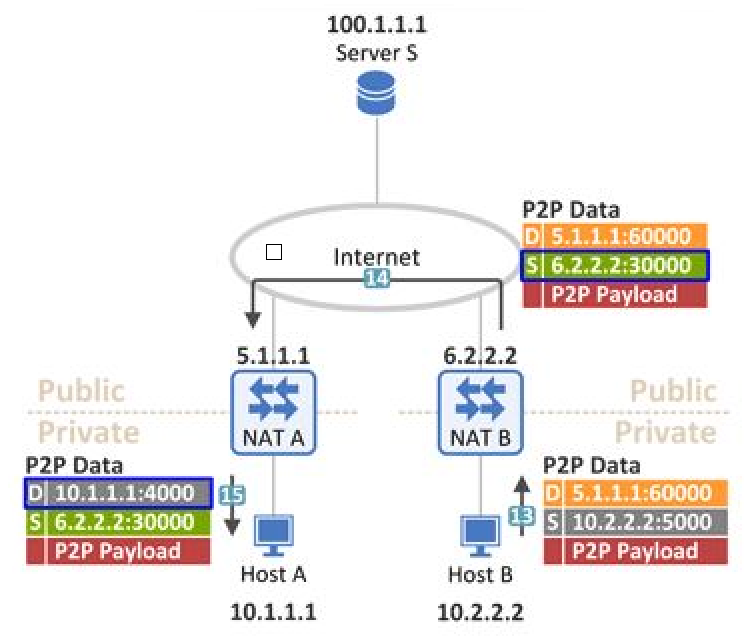 100.1.1.1
Server S
P2P Data
D 5.1.1.1:60000
S 6.2.2.2:30000
P2P Payload
Internet
14
5.1.1.1
6.2.2.2
Public
Public
NAT A
NAT B
Private
Private
P2P Data
D 10.1.1.1:4000
S 6.2.2.2:30000
P2P Payload
15
13
P2P Data
D 5.1.1.1:60000
S 10.2.2.2:5000
P2P Payload
Host A
Host B
10.1.1.1
10.2.2.2